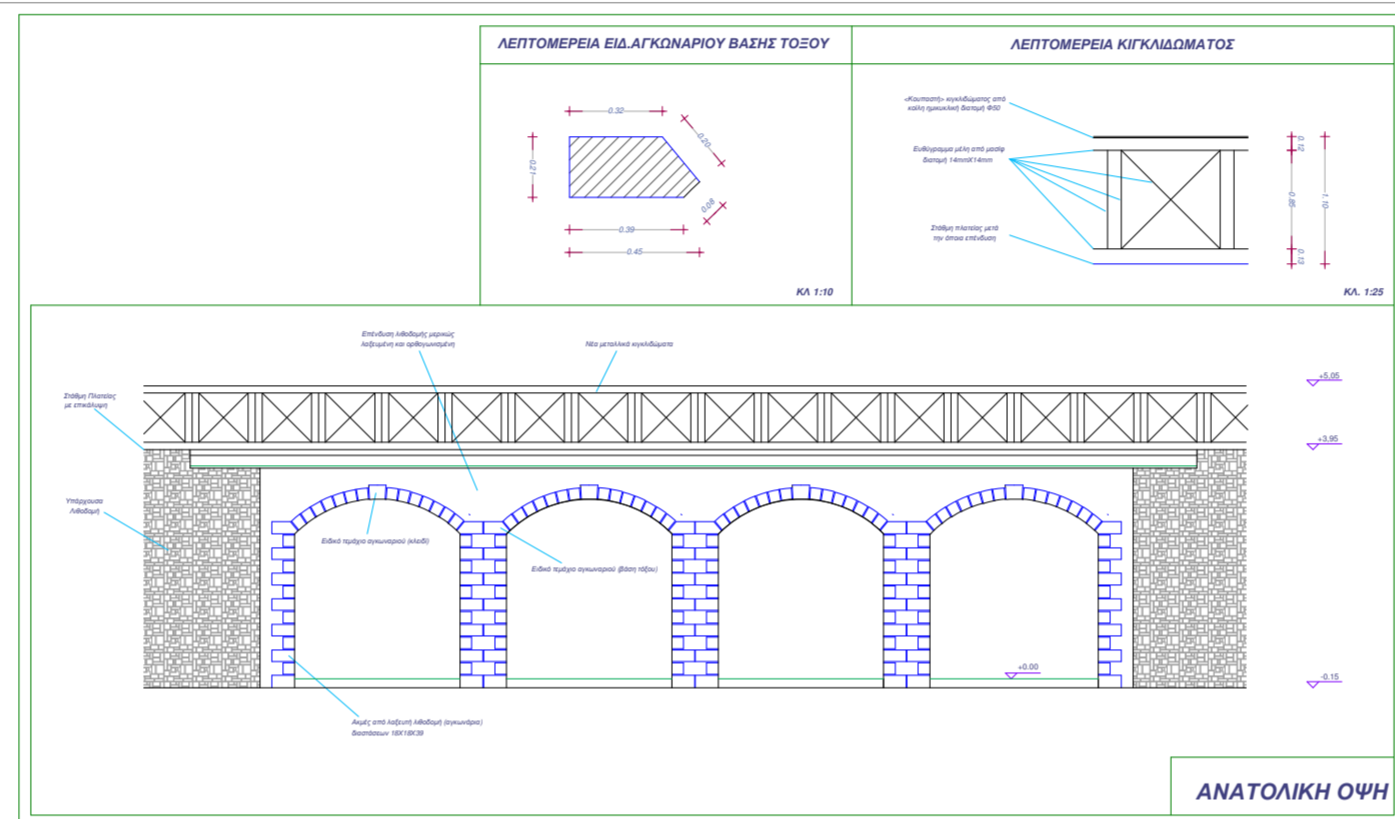 ΛΕΠΤΟΜΕΡΕΙΑ ΕΙΔ.ΑΓΚΩΝΑΡΙΟΥ ΒΑΣΗΣ ΤΟΞΟΥ
0.32
0.20
0.21
0.08
0.39
0.45
ΚΛ 1:10
ΛΕΠΤΟΜΕΡΕΙΑ ΚΙΓΚΛΙΔΩΜΑΤΟΣ
«Κουπαστή» κιγκλιδώματος από
κοίλη ημικυκλική διατομή Φ50
Ευθύγραμμα μέλη από μασίφ
διατομή 14mmX14mm
Στάθμη πλατείας μετά
την όποια επένδυση
0.12
0.85
1.10
0.13
ΚΛ. 1:25
Επένδυση λιθοδομής μερικώς
λαξευμένη και ορθογωνισμένη
Νέα μεταλλικά κιγκλιδώματα
Στάθμη Πλατείας
με επικάλυψη
+5.05
+3.95
Υπάρχουσα
Λιθοδομή
Ειδικό τεμάχιο αγκωναριού (κλειδί)
Ειδικό τεμάχιο αγκωναριού (βάση τόξου)
+0.00
-0.15
Ακμές από λαξευτή λιθοδομή (αγκωνάρια)
διαστάσεων 18Χ18Χ39
ΑΝΑΤΟΛΙΚΗ ΟΨΗ